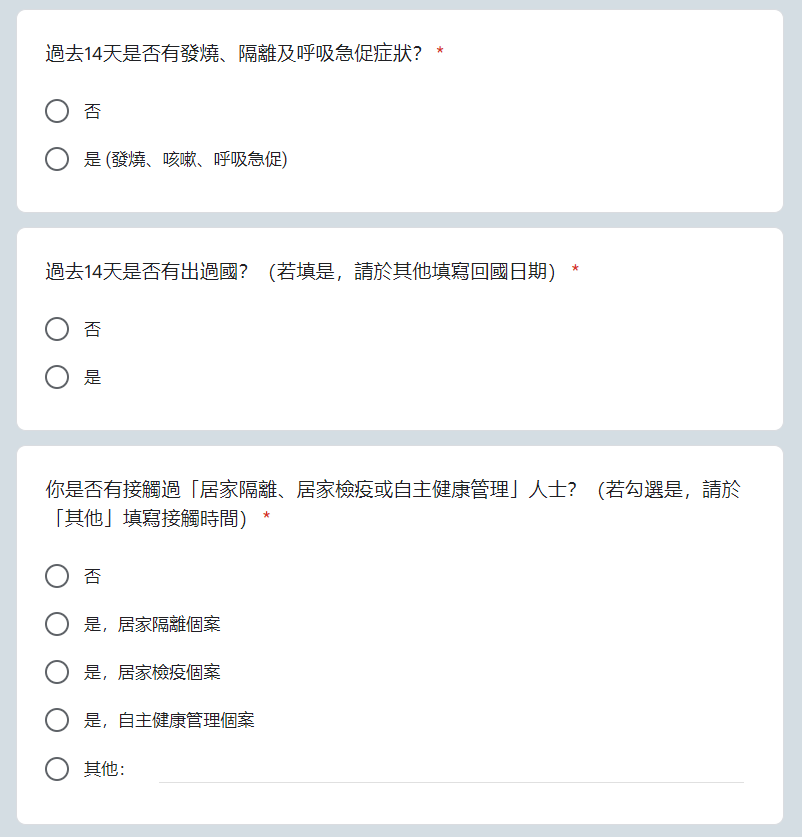 過去14天是否有發燒、隔離及呼吸急促症狀? *
否
是 (發燒、咳嗽、呼吸急促)
過去14天是否有出過國? (若填是，請於其他填寫回國日期) *
否
是
你是否有接觸過「居家隔離、居家檢疫或自主健康管理」人士? (若勾選是，請於
「其他」填寫接觸時間) *
否
是，居家隔離個案
是，居家檢疫個案
是，自主健康管理個案
其他: